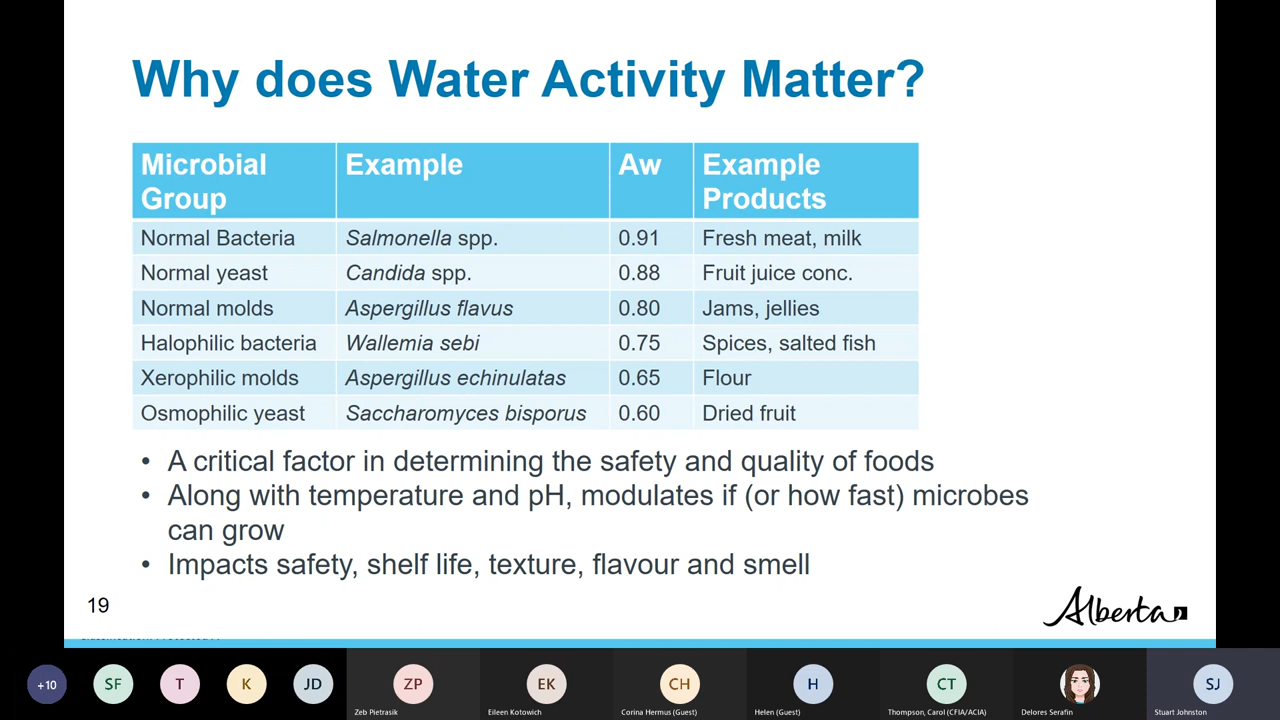 Why does Water Activity Matter?
Microbial Group Example Aw Example Products
Normal Bacteria Salmonella spp. 0.91 Fresh meat, milk
Normal yeast Candida spp. 0.88 Fruit juice conc.
Normal molds Aspergillus flavus 0.80 Jams, jellies
Halophilic bacteria Wallemia sebi 0.75 Spices, salted fish
Xerophilic molds Aspergillus echinulatas 0.65 Flour
Osmophilic yeast Saccharomyces bisporus 0.60 Dried fruit
• A critical factor in determining the safety and quality of foods
• Along with temperature and pH, modulates if (or how fast) microbes
can grow
• Impacts safety, shelf life, texture, flavour and smell
19
Alberta
+10 SF T K JD ZP EK CH H CT SJ
Zeb Pietrasik Eileen Kotowich Corina Hermus (Guest) Helen (Guest) Thompson, Carol (CFIA/ACIA) Delores Serafin Stuart Johnston